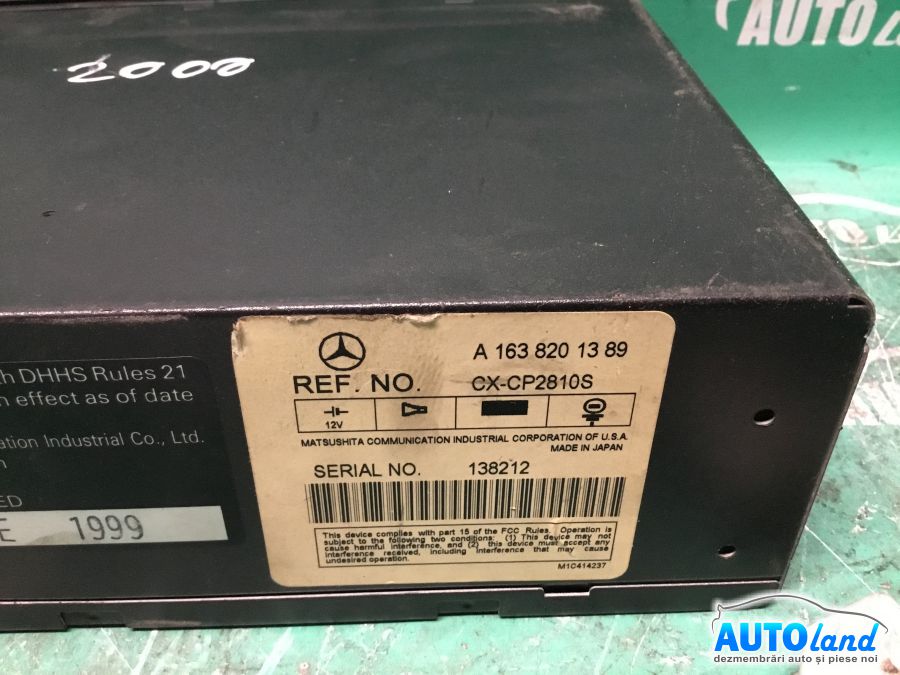 2002
AUTO
h DHHS Rules 21
n effect as of date
ation Industrial Co., Ltd.
n
ED
E 1999
A 163 820 13 89
REF. NO. CX-CP2810S
12V
MATSUSHITA COMMUNICATION INDUSTRIAL CORPORATION OF U.S.A.
MADE IN JAPAN
SERIAL NO. 138212
This device complies with part 15 of the FCC Rules. Operation is
subject to the following two conditions: (1) This device may not
cause harmful interference, and (2) this device must accept any
interference received, including interference that may cause
undesired operation.
M1C414237
AUTOland
dezmembrări auto și piese noi